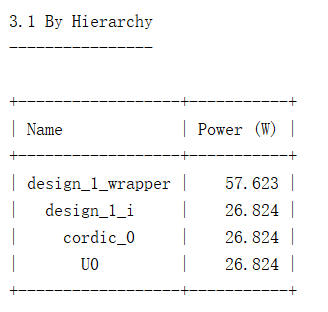 3.1 By Hierarchy
----------------
+------------------+-----------+
| Name             | Power (W) |
+------------------+-----------+
| design_1_wrapper |    57.623 |
|   design_1_i     |    26.824 |
|     cordic_0     |    26.824 |
|       U0         |    26.824 |
+------------------+-----------+